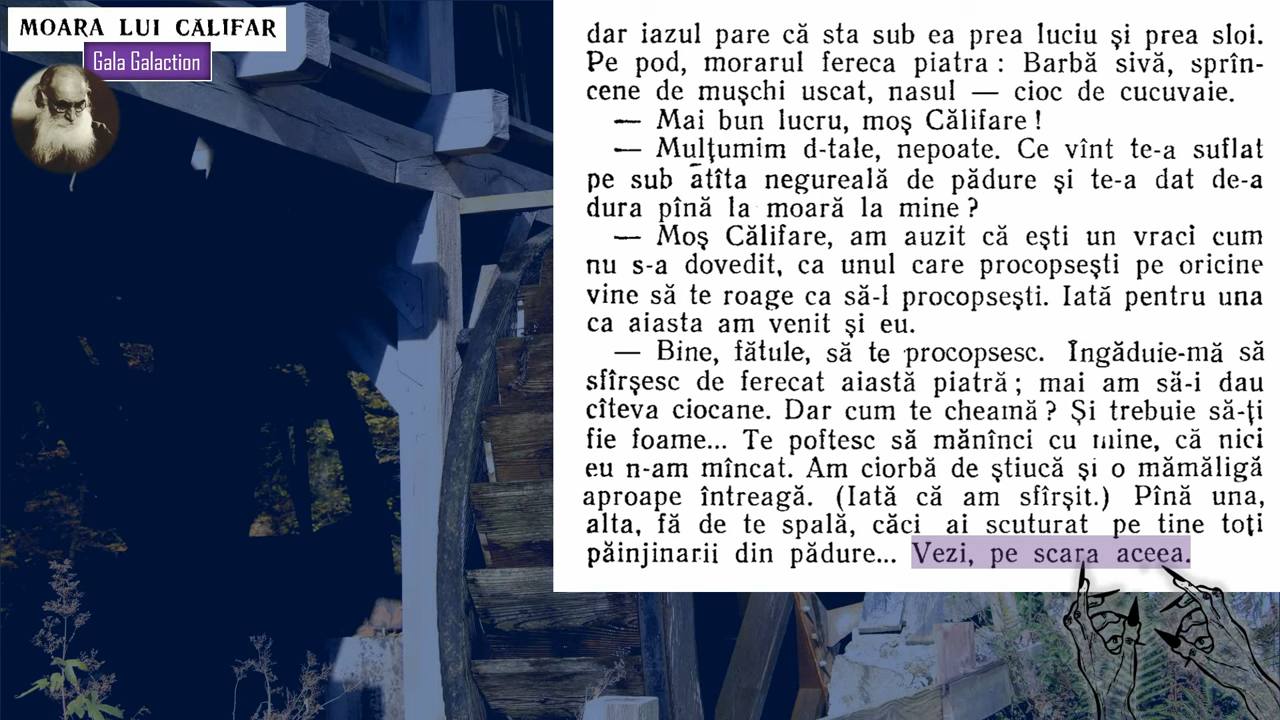 MOARA LUI CĂLIFAR
Gala Galaction
dar iazul pare că sta sub ea prea luciu și prea sloi.
Pe pod, morarul fereca piatra : Barbă sivă, sprîn-
cene de mușchi uscat, nasul — cioc de cucuvaie.
— Mai bun lucru, moș Călifare !
— Mulțumim d-tale, nepoate. Ce vînt te-a suflat
pe sub atîta negureală de pădure și te-a dat de-a
dura pînă la moară la mine ?
— Moș Călifare, am auzit că ești un vraci cum
nu s-a dovedit, ca unul care procopsești pe oricine
vine să te roage ca să-l procopsești. Iată pentru una
ca aiasta am venit și eu.
— Bine, fătule, să te procopsesc. Îngăduie-mă să
sfîrșesc de ferecat aiastă piatră ; mai am să-i dau
cîteva ciocane. Dar cum te cheamă ? Și trebuie să-ți
fie foame... Te poftesc să mănînci cu mine, că nici
eu n-am mîncat. Am ciorbă de știucă și o mămăligă
aproape întreagă. (Iată că am sfîrșit.) Pînă una,
alta, fă de te spală, căci ai scuturat pe tine toți
păinjinarii din pădure... Vezi, pe scara aceea.